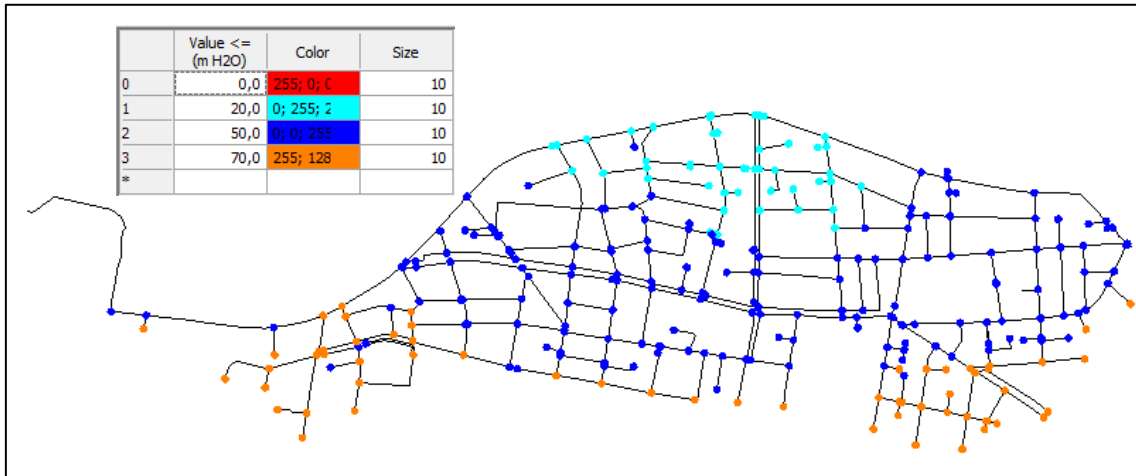 Value <= (m H2O) Color Size
0 0,0 255; 0; 0 10
1 20,0 0; 255; 2 10
2 50,0 0; 0; 255 10
3 70,0 255; 128 10
*